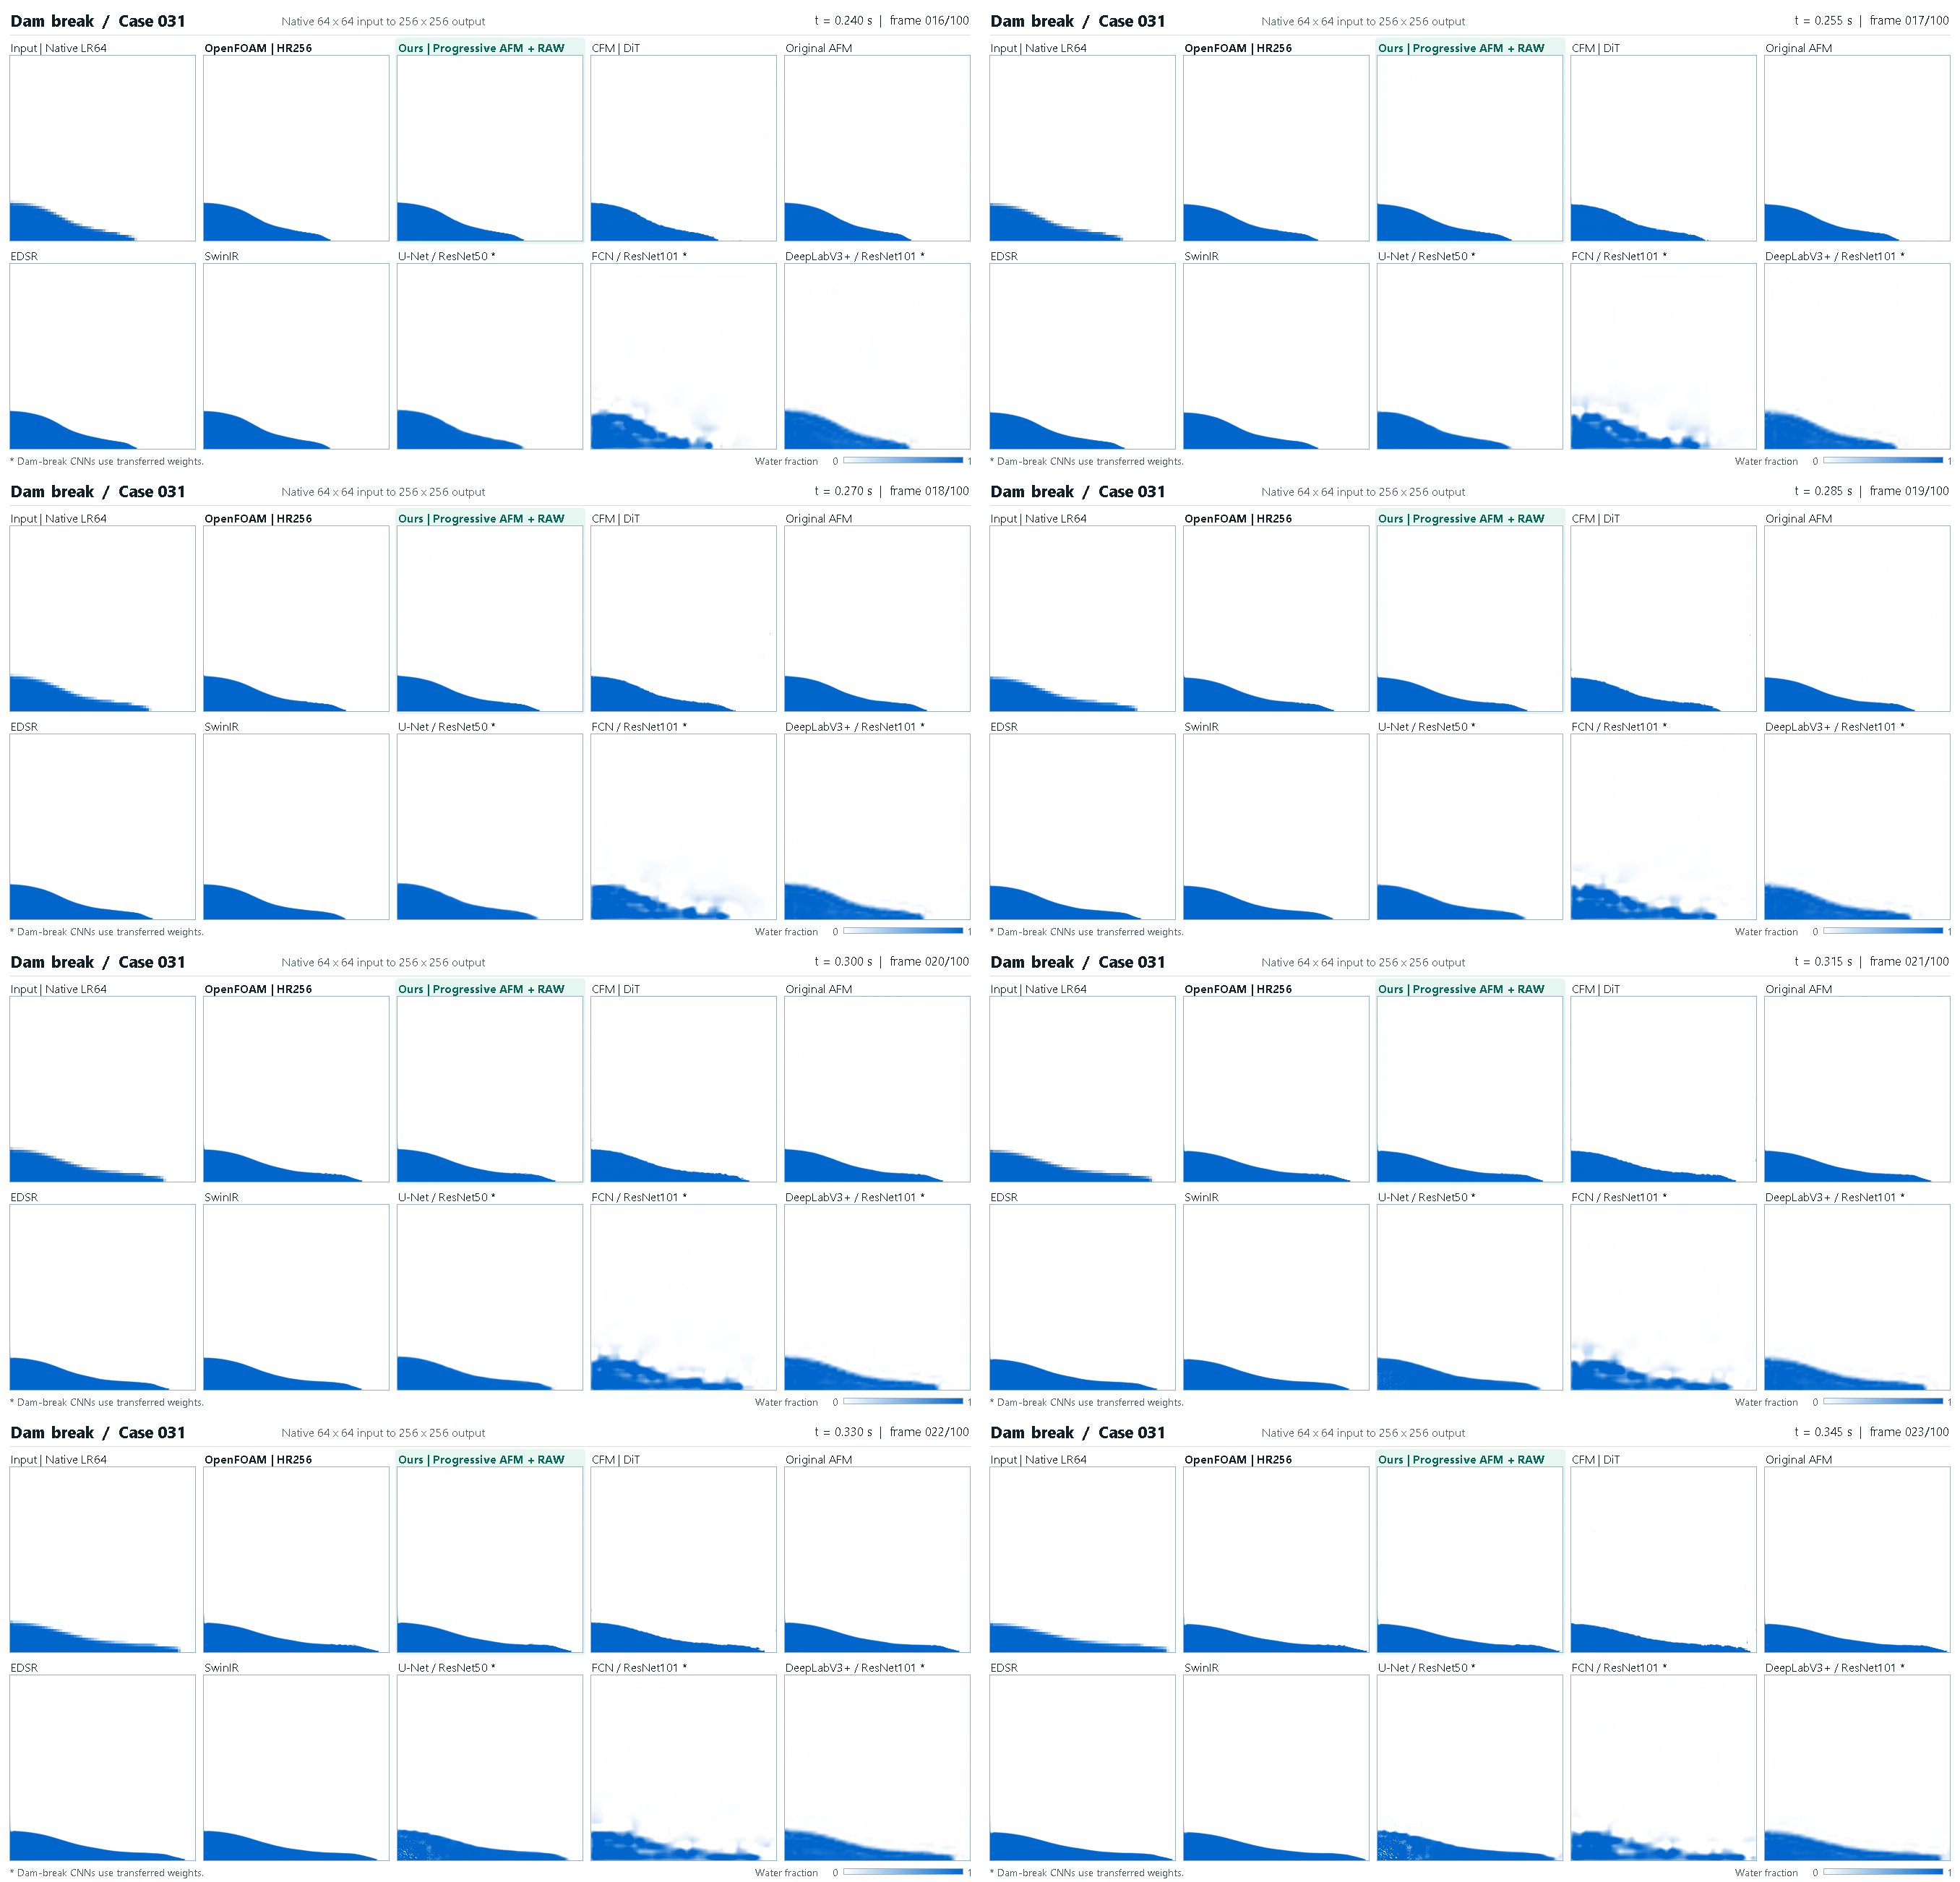 Dam break / Case 031 Native 64 x 64 input to 256 x 256 output t = 0.240 s | frame 016/100
Input | Native LR64 OpenFOAM | HR256 Ours | Progressive AFM + RAW CFM | DiT Original AFM
EDSR SwinIR U-Net / ResNet50 * FCN / ResNet101 * DeepLabV3+ / ResNet101 *
* Dam-break CNNs use transferred weights. Water fraction 0 1
Dam break / Case 031 Native 64 x 64 input to 256 x 256 output t = 0.255 s | frame 017/100
Input | Native LR64 OpenFOAM | HR256 Ours | Progressive AFM + RAW CFM | DiT Original AFM
EDSR SwinIR U-Net / ResNet50 * FCN / ResNet101 * DeepLabV3+ / ResNet101 *
* Dam-break CNNs use transferred weights. Water fraction 0 1
Dam break / Case 031 Native 64 x 64 input to 256 x 256 output t = 0.270 s | frame 018/100
Input | Native LR64 OpenFOAM | HR256 Ours | Progressive AFM + RAW CFM | DiT Original AFM
EDSR SwinIR U-Net / ResNet50 * FCN / ResNet101 * DeepLabV3+ / ResNet101 *
* Dam-break CNNs use transferred weights. Water fraction 0 1
Dam break / Case 031 Native 64 x 64 input to 256 x 256 output t = 0.285 s | frame 019/100
Input | Native LR64 OpenFOAM | HR256 Ours | Progressive AFM + RAW CFM | DiT Original AFM
EDSR SwinIR U-Net / ResNet50 * FCN / ResNet101 * DeepLabV3+ / ResNet101 *
* Dam-break CNNs use transferred weights. Water fraction 0 1
Dam break / Case 031 Native 64 x 64 input to 256 x 256 output t = 0.300 s | frame 020/100
Input | Native LR64 OpenFOAM | HR256 Ours | Progressive AFM + RAW CFM | DiT Original AFM
EDSR SwinIR U-Net / ResNet50 * FCN / ResNet101 * DeepLabV3+ / ResNet101 *
* Dam-break CNNs use transferred weights. Water fraction 0 1
Dam break / Case 031 Native 64 x 64 input to 256 x 256 output t = 0.315 s | frame 021/100
Input | Native LR64 OpenFOAM | HR256 Ours | Progressive AFM + RAW CFM | DiT Original AFM
EDSR SwinIR U-Net / ResNet50 * FCN / ResNet101 * DeepLabV3+ / ResNet101 *
* Dam-break CNNs use transferred weights. Water fraction 0 1
Dam break / Case 031 Native 64 x 64 input to 256 x 256 output t = 0.330 s | frame 022/100
Input | Native LR64 OpenFOAM | HR256 Ours | Progressive AFM + RAW CFM | DiT Original AFM
EDSR SwinIR U-Net / ResNet50 * FCN / ResNet101 * DeepLabV3+ / ResNet101 *
* Dam-break CNNs use transferred weights. Water fraction 0 1
Dam break / Case 031 Native 64 x 64 input to 256 x 256 output t = 0.345 s | frame 023/100
Input | Native LR64 OpenFOAM | HR256 Ours | Progressive AFM + RAW CFM | DiT Original AFM
EDSR SwinIR U-Net / ResNet50 * FCN / ResNet101 * DeepLabV3+ / ResNet101 *
* Dam-break CNNs use transferred weights. Water fraction 0 1